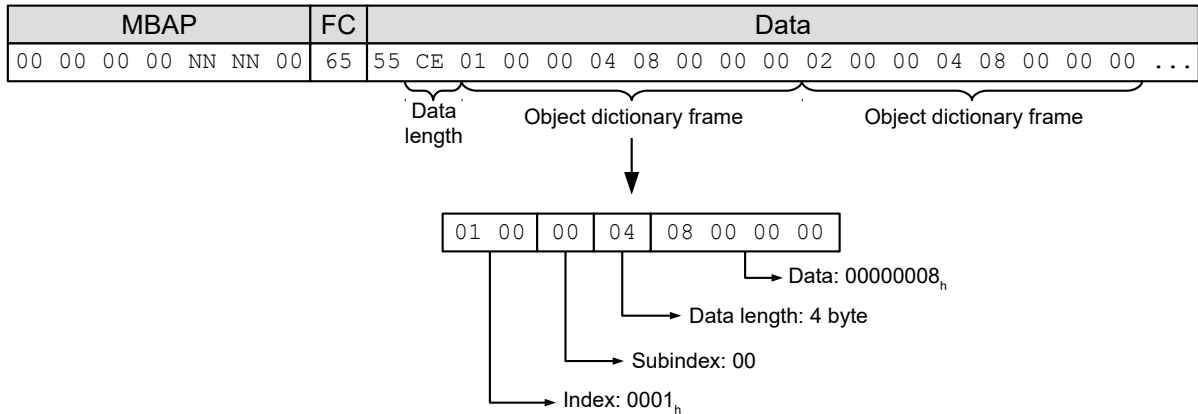 MBAP FC Data
00 00 00 00 NN NN 00 65 55 CE 01 00 00 04 08 00 00 00 02 00 00 04 08 00 00 00 ...
Data length
Object dictionary frame
Object dictionary frame
01 00 00 04 08 00 00 00
Data: 00000008h
Data length: 4 byte
Subindex: 00
Index: 0001h